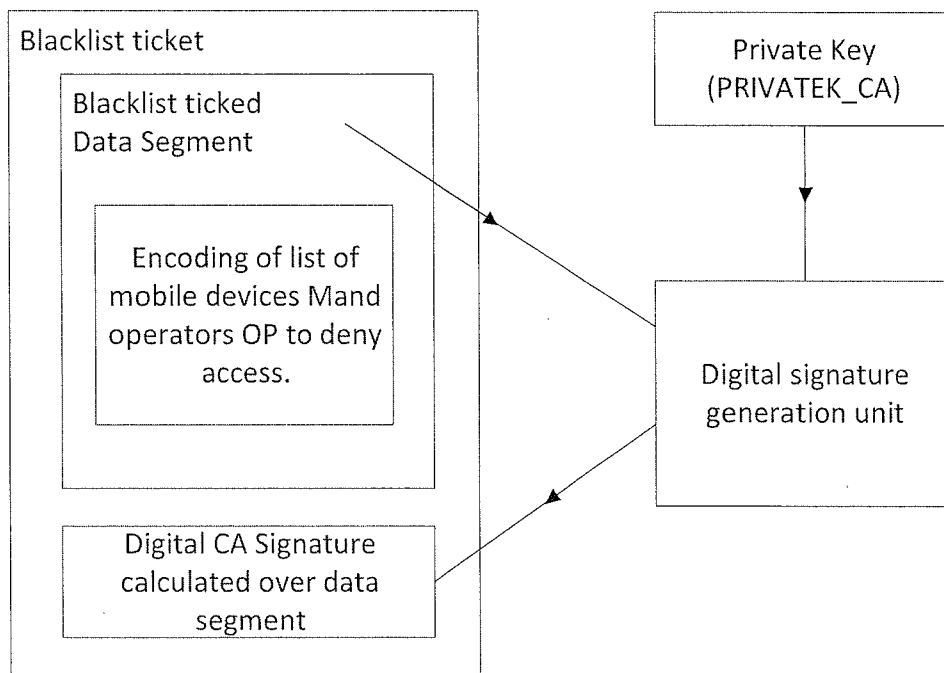 Blacklist ticket
Blacklist ticked
Data Segment
Encoding of list of
mobile devices Mand
operators OP to deny
access.
Digital CA Signature
calculated over data
segment
Private Key
(PRIVATEK_CA)
Digital signature
generation unit